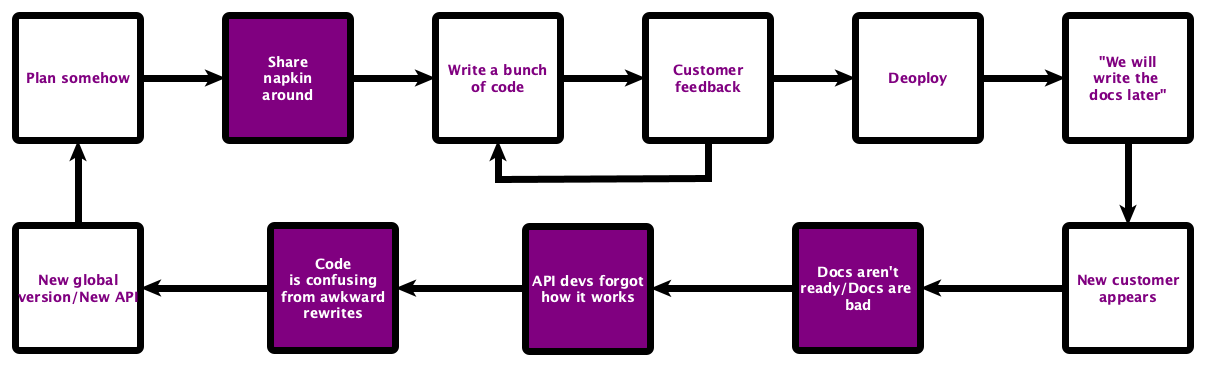 Plan somehow
Share
napkin
around
Write a bunch
of code
Customer
feedback
Deoploy
"We will
write the
docs later"
New global
version/New API
Code
is confusing
from awkward
rewrites
API devs forgot
how it works
Docs aren't
ready/Docs are
bad
New customer
appears